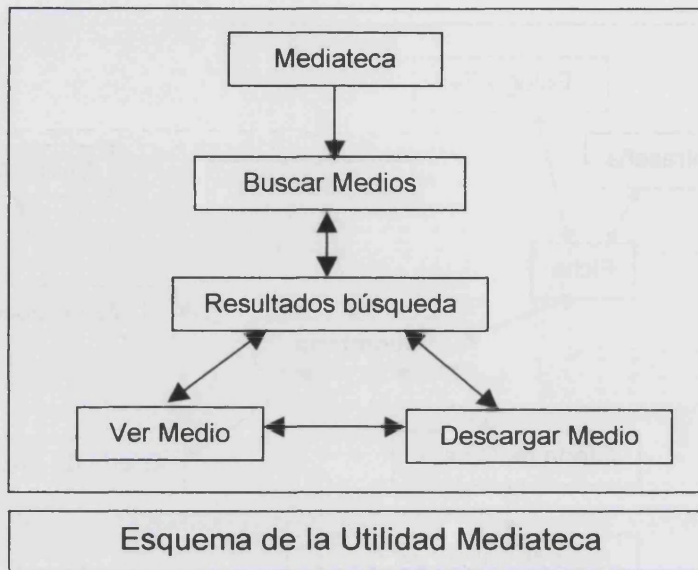 Mediateca
Buscar Medios
Resultados búsqueda
Ver Medio
Descargar Medio
Esquema de la Utilidad Mediateca